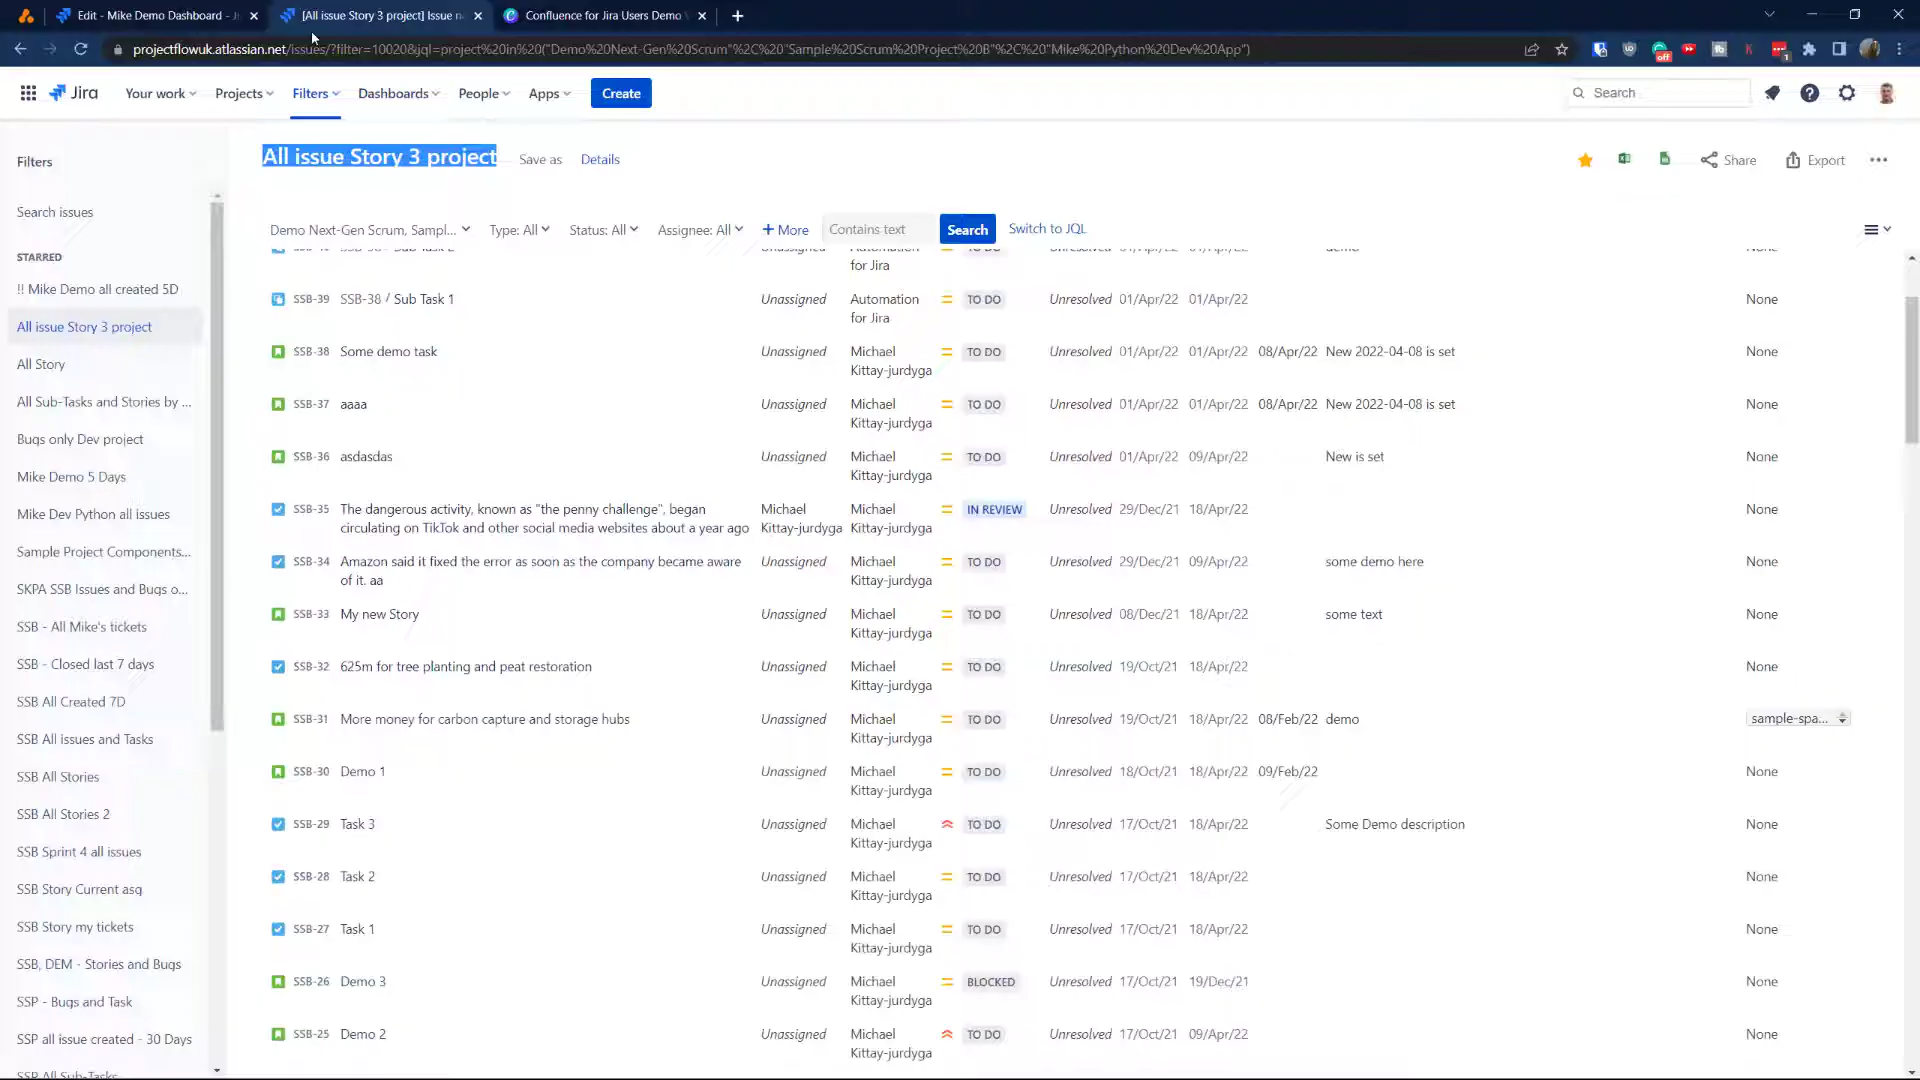 Edit - Mike Demo Dashboard - Ji
[All issue Story 3 project] Issue n
Confluence for Jira Users Demo
projectflowuk.atlassian.net/issues/?filter=10020&jql=project%20in%20("Demo%20Next-Gen%20Scrum"%2C%20"Sample%20Scrum%20Project%20B"%2C%20"Mike%20Python%20Dev%20App")
off
1
Jira
Your work
Projects
Filters
Dashboards
People
Apps
Create
Search
Filters
Search issues
STARRED
!! Mike Demo all created 5D
All issue Story 3 project
All Story
All Sub-Tasks and Stories by ...
Bugs only Dev project
Mike Demo 5 Days
Mike Dev Python all issues
Sample Project Components...
SKPA SSB Issues and Bugs o...
SSB - All Mike's tickets
SSB - Closed last 7 days
SSB All Created 7D
SSB All issues and Tasks
SSB All Stories
SSB All Stories 2
SSB Sprint 4 all issues
SSB Story Current asq
SSB Story my tickets
SSB, DEM - Stories and Bugs
SSP - Bugs and Task
SSP all issue created - 30 Days
SSP All Sub-Tasks
All issue Story 3 project
Save as
Details
Share
Export
Demo Next-Gen Scrum, Sampl...
Type: All
Status: All
Assignee: All
+ More
Contains text
Search
Switch to JQL
Sub Task 2 Unassigned Automation TO DO Unresolved 01/Apr/22 01/Apr/22 demo None
for Jira
SSB-39 SSB-38 / Sub Task 1 Unassigned Automation TO DO Unresolved 01/Apr/22 01/Apr/22 None
for Jira
SSB-38 Some demo task Unassigned Michael TO DO Unresolved 01/Apr/22 01/Apr/22 08/Apr/22 New 2022-04-08 is set None
Kittay-jurdyga
SSB-37 aaaa Unassigned Michael TO DO Unresolved 01/Apr/22 01/Apr/22 08/Apr/22 New 2022-04-08 is set None
Kittay-jurdyga
SSB-36 asdasdas Unassigned Michael TO DO Unresolved 01/Apr/22 09/Apr/22 New is set None
Kittay-jurdyga
SSB-35 The dangerous activity, known as "the penny challenge", began Michael Michael IN REVIEW Unresolved 29/Dec/21 18/Apr/22 None
circulating on TikTok and other social media websites about a year ago Kittay-jurdyga Kittay-jurdyga
SSB-34 Amazon said it fixed the error as soon as the company became aware Unassigned Michael TO DO Unresolved 29/Dec/21 09/Apr/22 some demo here None
of it. aa Kittay-jurdyga
SSB-33 My new Story Unassigned Michael TO DO Unresolved 08/Dec/21 18/Apr/22 some text None
Kittay-jurdyga
SSB-32 625m for tree planting and peat restoration Unassigned Michael TO DO Unresolved 19/Oct/21 18/Apr/22 None
Kittay-jurdyga
SSB-31 More money for carbon capture and storage hubs Unassigned Michael TO DO Unresolved 19/Oct/21 18/Apr/22 08/Feb/22 demo sample-spa...
Kittay-jurdyga
SSB-30 Demo 1 Unassigned Michael TO DO Unresolved 18/Oct/21 18/Apr/22 09/Feb/22 None
Kittay-jurdyga
SSB-29 Task 3 Unassigned Michael TO DO Unresolved 17/Oct/21 18/Apr/22 Some Demo description None
Kittay-jurdyga
SSB-28 Task 2 Unassigned Michael TO DO Unresolved 17/Oct/21 18/Apr/22 None
Kittay-jurdyga
SSB-27 Task 1 Unassigned Michael TO DO Unresolved 17/Oct/21 18/Apr/22 None
Kittay-jurdyga
SSB-26 Demo 3 Unassigned Michael BLOCKED Unresolved 17/Oct/21 19/Dec/21 None
Kittay-jurdyga
SSB-25 Demo 2 Unassigned Michael TO DO Unresolved 17/Oct/21 09/Apr/22 None
Kittay-jurdyga